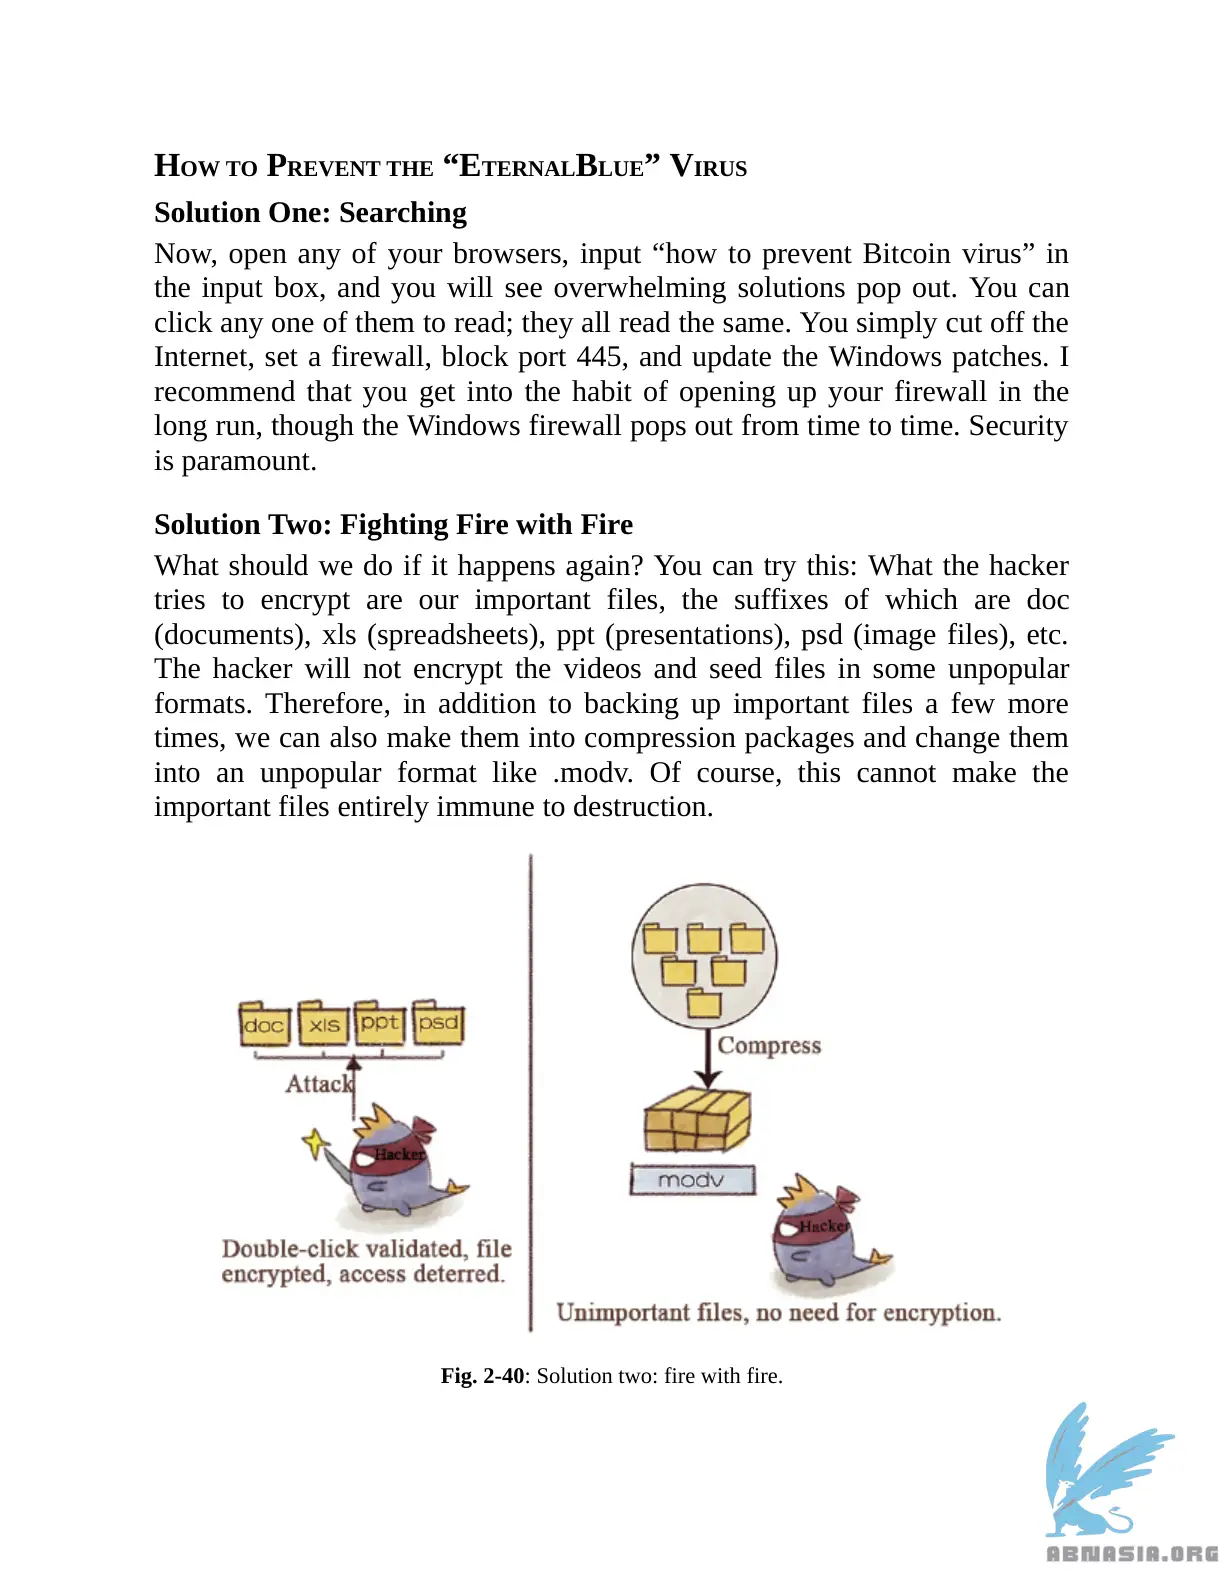 HOW TO PREVENT THE “ETERNALBLUE” VIRUS
Solution One: Searching
Now, open any of your browsers, input “how to prevent Bitcoin virus” in
the input box, and you will see overwhelming solutions pop out. You can
click any one of them to read; they all read the same. You simply cut off the
Internet, set a firewall, block port 445, and update the Windows patches. I
recommend that you get into the habit of opening up your firewall in the
long run, though the Windows firewall pops out from time to time. Security
is paramount.
Solution Two: Fighting Fire with Fire
What should we do if it happens again? You can try this: What the hacker
tries to encrypt are our important files, the suffixes of which are doc
(documents), xls (spreadsheets), ppt (presentations), psd (image files), etc.
The hacker will not encrypt the videos and seed files in some unpopular
formats. Therefore, in addition to backing up important files a few more
times, we can also make them into compression packages and change them
into an unpopular format like .modv. Of course, this cannot make the
important files entirely immune to destruction.
doc xls ppt psd
Attack
Hacker
Double-click validated, file
encrypted, access deterred.
Compress
modv
Hacker
Unimportant files, no need for encryption.
Fig. 2-40: Solution two: fire with fire.
ABNASIA.ORG